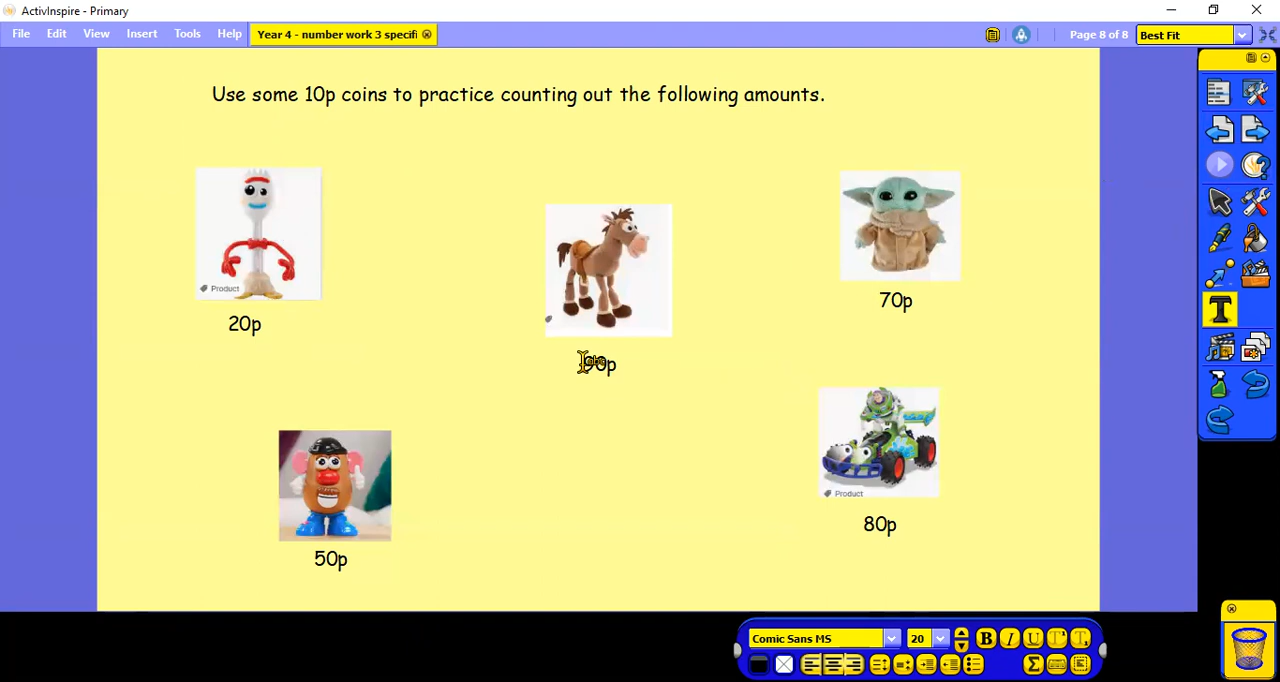 ActivInspire - Primary
File Edit View Insert Tools Help Year 4 - number work 3 specifi Page 8 of 8 Best Fit
Use some 10p coins to practice counting out the following amounts.
Product
20p
70p
50p
Product
80p
Comic Sans MS 20 B I U